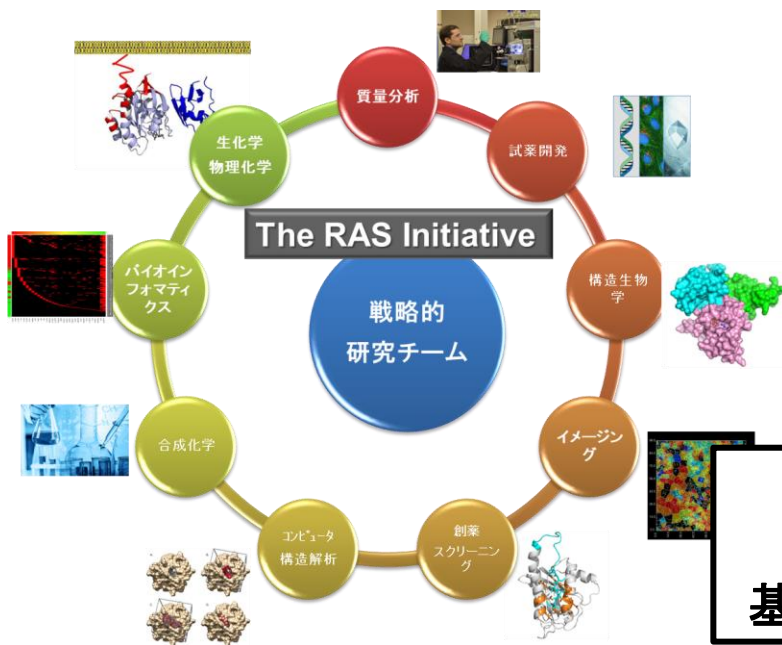 質量分析
試薬開発
構造生物
学
イメージン
グ
創薬
スクリーニン
グ
コンピュータ
構造解析
合成化学
バイオイン
フォマティ
クス
生化学
物理化学
The RAS Initiative
戦略的
研究チーム
基